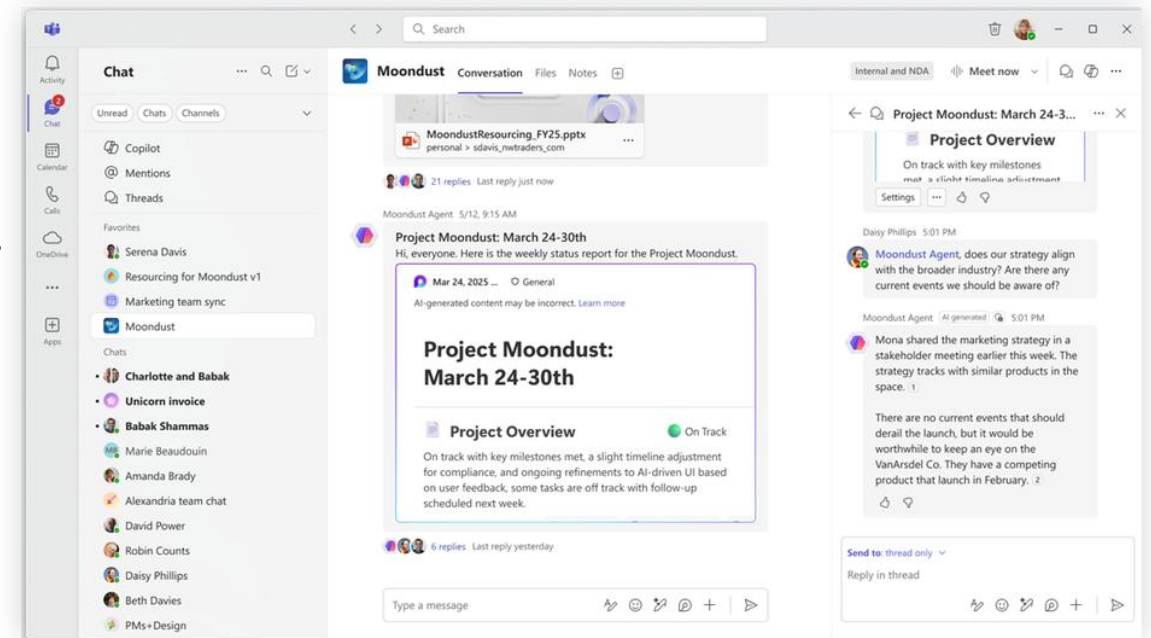 Search
Activity
2
Chat
Calendar
Calls
OneDrive
Apps
Chat
Unread
Chats
Channels
Copilot
Mentions
Threads
Favorites
Serena Davis
Resourcing for Moondust v1
Marketing team sync
Moondust
Chats
Charlotte and Babak
Unicorn invoice
Babak Shammas
MB Marie Beaudouin
Amanda Brady
Alexandria team chat
David Power
Robin Counts
Daisy Phillips
Beth Davies
PMs+Design
Moondust Conversation Files Notes
Internal and NDA
Meet now
MoondustResourcing_FY25.pptx
personal > sdavis_nwtraders_com
21 replies Last reply just now
Moondust Agent 5/12, 9:15 AM
Project Moondust: March 24-30th
Hi, everyone. Here is the weekly status report for the Project Moondust.
Mar 24, 2025 ... General
AI-generated content may be incorrect. Learn more
Project Moondust:
March 24-30th
Project Overview
On Track
On track with key milestones met, a slight timeline adjustment
for compliance, and ongoing refinements to AI-driven UI based
on user feedback, some tasks are off track with follow-up
scheduled next week.
6 replies Last reply yesterday
Type a message
Project Moondust: March 24-3...
Project Overview
On track with key milestones
met, a slight timeline adjustment
Settings
Daisy Phillips 5:01 PM
Moondust Agent, does our strategy align
with the broader industry? Are there any
current events we should be aware of?
Moondust Agent AI generated 5:01 PM
Mona shared the marketing strategy in a
stakeholder meeting earlier this week. The
strategy tracks with similar products in the
space. 1
There are no current events that should
derail the launch, but it would be
worthwhile to keep an eye on the
VanArsdel Co. They have a competing
product that launch in February. 2
Send to: thread only
Reply in thread